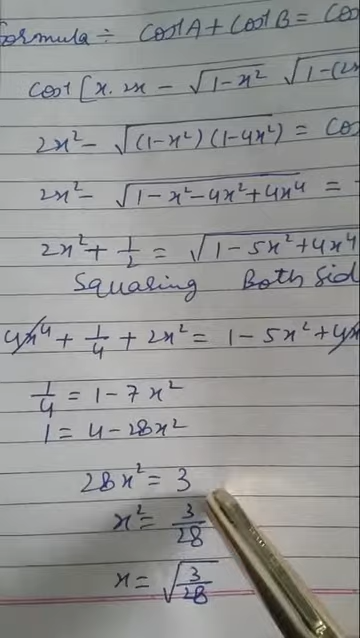 Formula ÷ Cos⁻¹A + Cos⁻¹B = Cos
Cos⁻¹ [x. 2x - √1-x² √1-(2x
2x² - √(1-x²) (1-4x²) = Cos
2x² - √1-x²-4x²+4x⁴ = -
2x² + 1/2 = √1-5x²+4x⁴
Squaring Both Sid
4x⁴ + 1/4 + 2x² = 1-5x²+4x
1/4 = 1-7x²
1 = 4-28x²
28x² = 3
x² = 3/28
x = √3/28